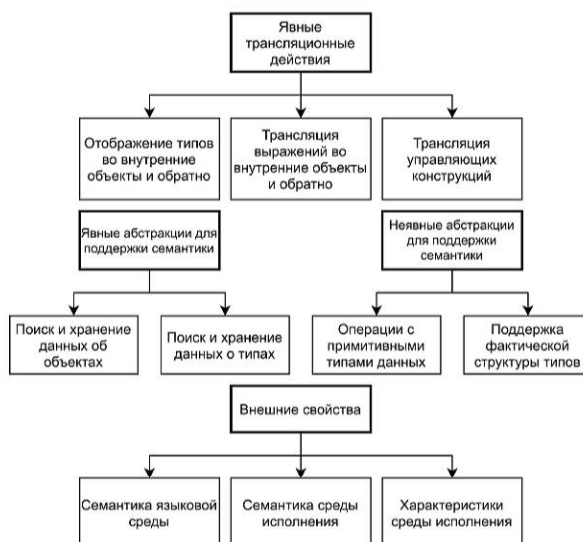 Явные
трансляционные
действия
Отображение типов
во внутренние
объекты и обратно
Трансляция
выражений во
внутренние объекты
и обратно
Трансляция
управляющих
конструкций
Явные абстракции для
поддержки семантики
Неявные абстракции
для поддержки
семантики
Поиск и хранение
данных об
объектах
Поиск и хранение
данных о типах
Операции с
примитивными
типами данных
Поддержка
фактической
структуры типов
Внешние свойства
Семантика языковой
среды
Семантика среды
исполнения
Характеристики
среды исполнения